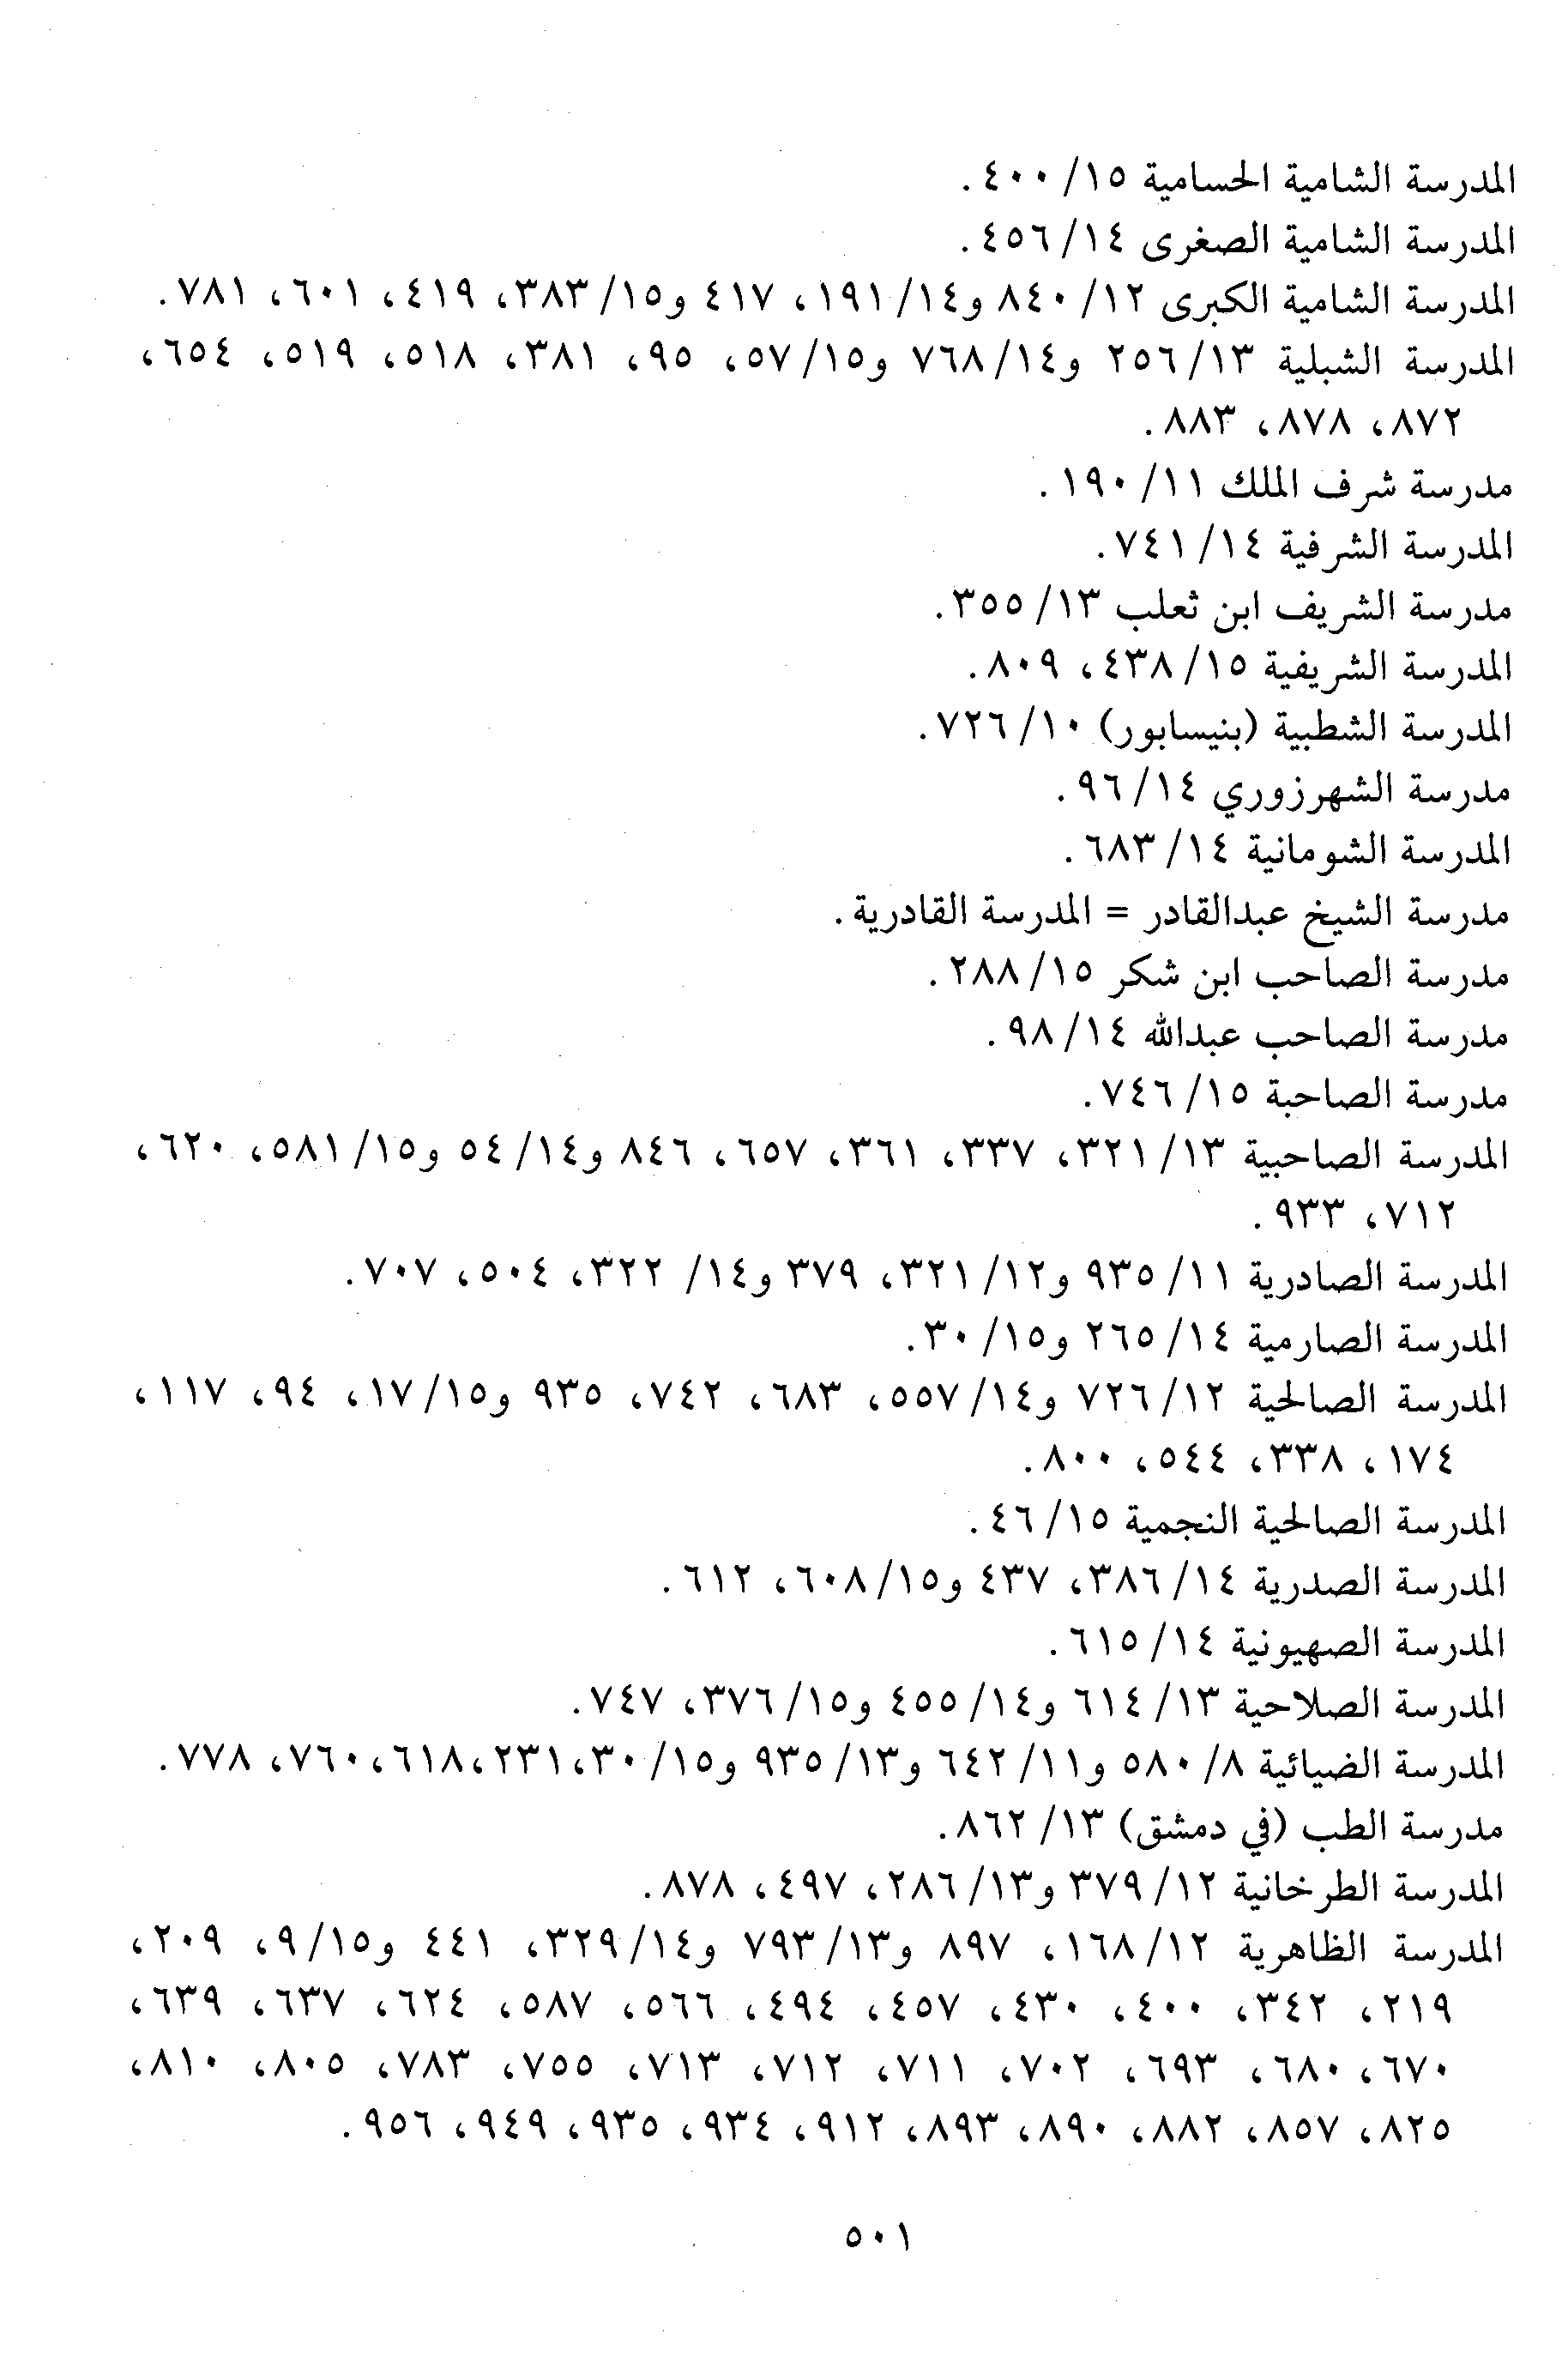 المدرسة الشامية الحسامية ١٥/ ٤٠٠.
المدرسة الشامية الصغرى ١٤/ ٤٥٦.
المدرسة الشامية الكبرى ١٢/ ٨٤٠ و١٤/ ١٩١، ٤١٧ و١٥/ ٣٨٣، ٤١٩، ٦٠١، ٧٨١.
المدرسة الشبلية ١٣/ ٢٥٦ و١٤/ ٧٦٨ و١٥/ ٥٧، ٩٥، ٣٨١، ٥١٨، ٥١٩، ٦٥٤،
٨٧٢، ٨٧٨، ٨٨٣.
مدرسة شرف الملك ١١/ ١٩٠.
المدرسة الشرفية ١٤/ ٧٤١.
مدرسة الشريف ابن ثعلب ١٣/ ٣٥٥.
المدرسة الشريفية ١٥/ ٤٣٨، ٨٠٩.
المدرسة الشطبية (بنيسابور) ١٠/ ٧٢٦.
مدرسة الشهرزوري ١٤/ ٩٦.
المدرسة الشومانية ١٤/ ٦٨٣.
مدرسة الشيخ عبدالقادر = المدرسة القادرية.
مدرسة الصاحب ابن شكر ١٥/ ٢٨٨.
مدرسة الصاحب عبدالله ١٤/ ٩٨.
مدرسة الصاحبة ١٥/ ٧٤٦.
المدرسة الصاحبية ١٣/ ٣٢١، ٣٣٧، ٣٦١، ٦٥٧، ٨٤٦ و١٤/ ٥٤ و١٥/ ٥٨١، ٦٢٠،
٧١٢، ٩٣٣.
المدرسة الصادرية ١١/ ٩٣٥ و١٢/ ٣٢١، ٣٧٩ و١٤/ ٣٢٢، ٥٠٤، ٧٠٧.
المدرسة الصارمية ١٤/ ٢٦٥ و١٥/ ٣٠.
المدرسة الصالحية ١٢/ ٧٢٦ و١٤/ ٥٥٧، ٦٨٣، ٧٤٢، ٩٣٥ و١٥/ ١٧، ٩٤، ١١٧،
١٧٤، ٣٣٨، ٥٤٤، ٨٠٠.
المدرسة الصالحية النجمية ١٥/ ٤٦.
المدرسة الصدرية ١٤/ ٣٨٦، ٤٣٧ و١٥/ ٦٠٨، ٦١٢.
المدرسة الصهيونية ١٤/ ٦١٥.
المدرسة الصلاحية ١٣/ ٦١٤ و١٤/ ٤٥٥ و١٥/ ٣٧٦، ٧٤٧.
المدرسة الضيائية ٨/ ٥٨٠ و١١/ ٦٤٢ و١٣/ ٩٣٥ و١٥/ ٣٠، ٢٣١، ٦١٨، ٧٦٠، ٧٧٨.
مدرسة الطب (في دمشق) ١٣/ ٨٦٢.
المدرسة الطرخانية ١٢/ ٣٧٩ و١٣/ ٢٨٦، ٤٩٧، ٨٧٨.
المدرسة الظاهرية ١٢/ ١٦٨، ٨٩٧ و١٣/ ٧٩٣ و١٤/ ٣٢٩، ٤٤١ و١٥/ ٩، ٢٠٩،
٢١٩، ٣٤٢، ٤٠٠، ٤٣٠، ٤٥٧، ٤٩٤، ٥٦٦، ٥٨٧، ٦٢٤، ٦٣٧، ٦٣٩،
٦٧٠، ٦٨٠، ٦٩٣، ٧٠٢، ٧١١، ٧١٢، ٧١٣، ٧٥٥، ٧٨٣، ٨٠٥، ٨١٠،
٨٢٥، ٨٥٧، ٨٨٢، ٨٩٠، ٨٩٣، ٩١٢، ٩٣٤، ٩٣٥، ٩٤٩، ٩٥٦.
٥٠١